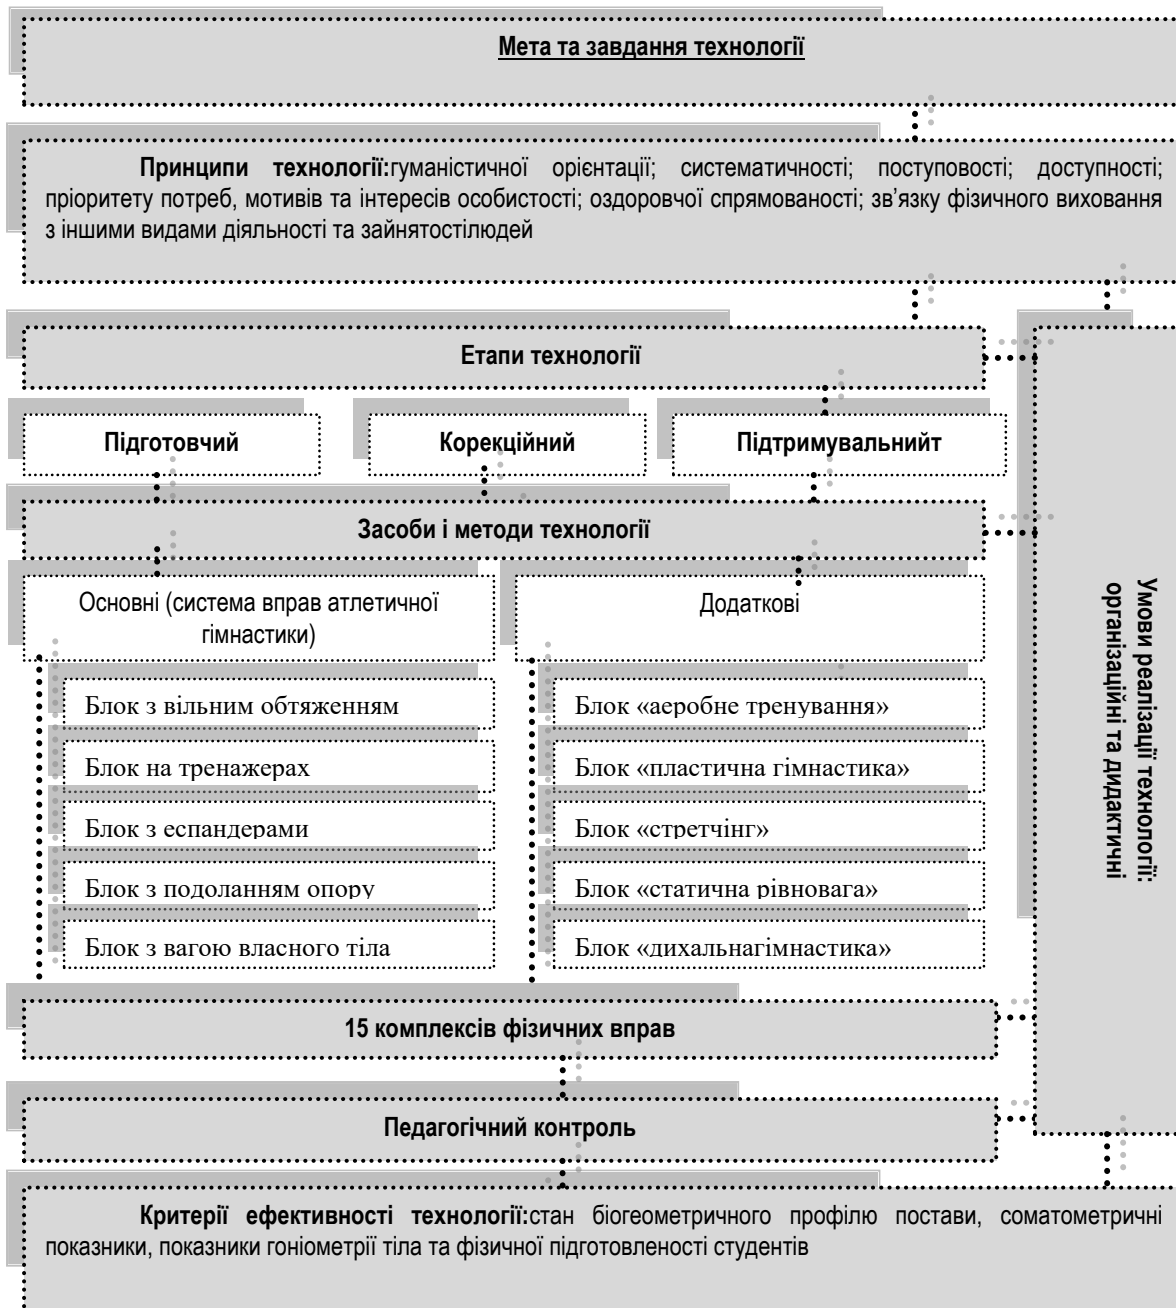 Мета та завдання технології
Принципи технології:гуманістичної орієнтації; систематичності; поступовості; доступності;
пріоритету потреб, мотивів та інтересів особистості; оздоровчої спрямованості; зв’язку фізичного виховання
з іншими видами діяльності та зайнятостілюдей
Етапи технології
Підготовчий
Корекційний
Підтримувальнийт
Засоби і методи технології
Основні (система вправ атлетичної
гімнастики)
Блок з вільним обтяженням
Блок на тренажерах
Блок з еспандерами
Блок з подоланням опору
Блок з вагою власного тіла
Додаткові
Блок «аеробне тренування»
Блок «пластична гімнастика»
Блок «стретчінг»
Блок «статична рівновага»
Блок «дихальнагімнастика»
Умови реалізації технології:
організаційні та дидактичні
15 комплексів фізичних вправ
Педагогічний контроль
Критерії ефективності технології:стан біогеометричного профілю постави, соматометричні
показники, показники гоніометрії тіла та фізичної підготовленості студентів